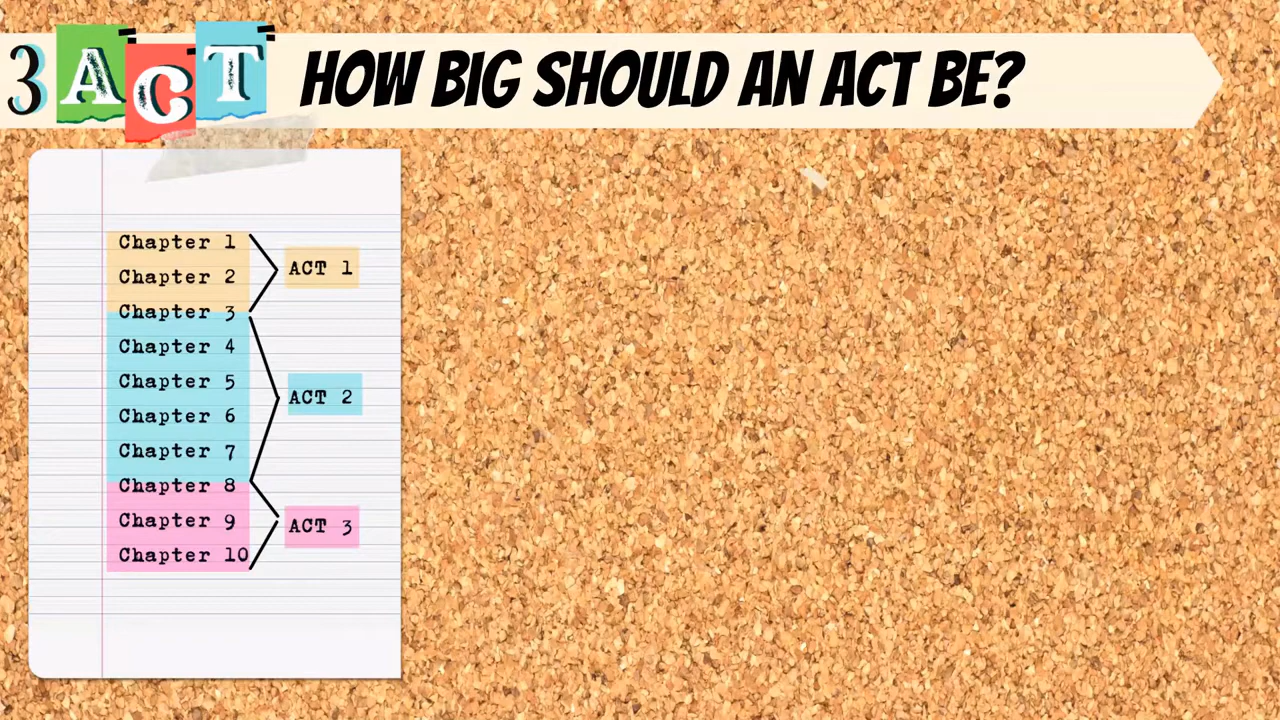 3 ACT HOW BIG SHOULD AN ACT BE?
Chapter 1
ACT 1
Chapter 2
Chapter 3
Chapter 4
Chapter 5
ACT 2
Chapter 6
Chapter 7
Chapter 8
Chapter 9
ACT 3
Chapter 10